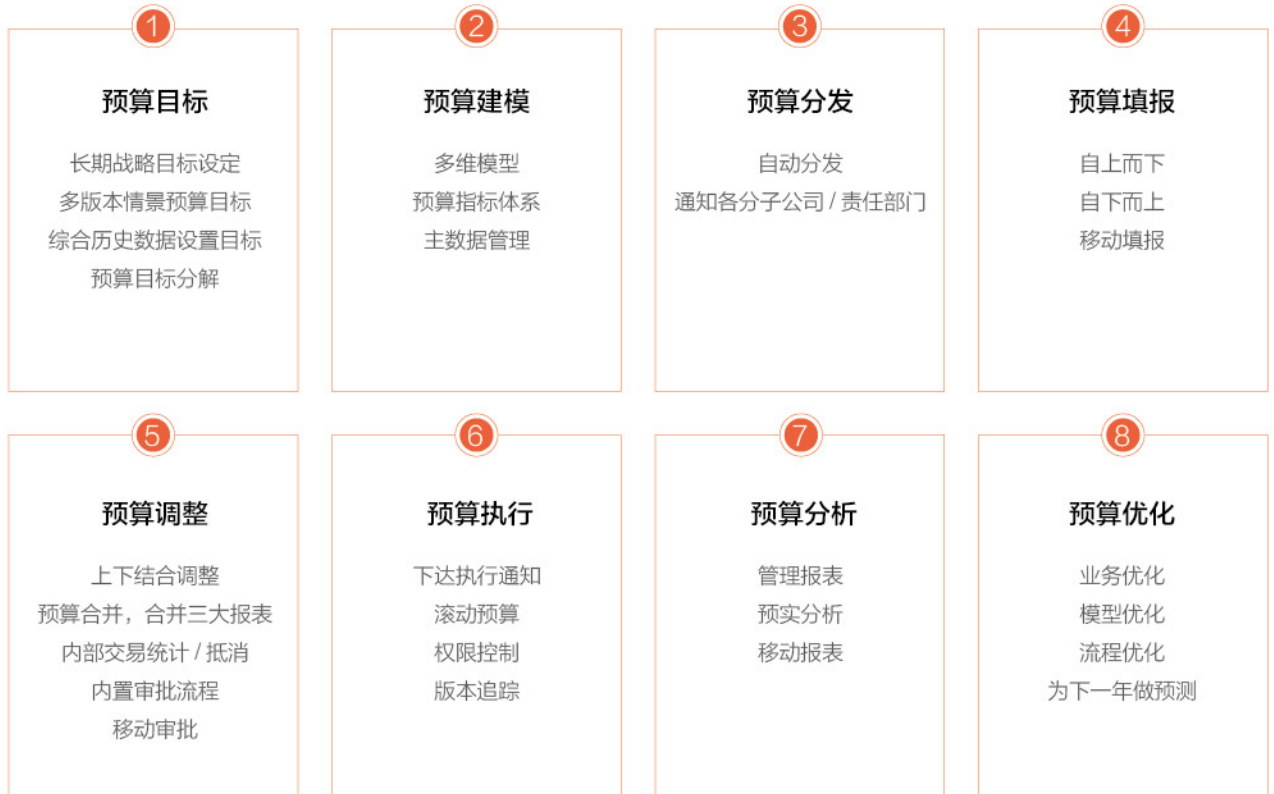 1
预算目标
长期战略目标设定
多版本情景预算目标
综合历史数据设置目标
预算目标分解
2
预算建模
多维模型
预算指标体系
主数据管理
3
预算分发
自动分发
通知各分子公司 / 责任部门
4
预算填报
自上而下
自下而上
移动填报
5
预算调整
上下结合调整
预算合并，合并三大报表
内部交易统计 / 抵消
内置审批流程
移动审批
6
预算执行
下达执行通知
滚动预算
权限控制
版本追踪
7
预算分析
管理报表
预实分析
移动报表
8
预算优化
业务优化
模型优化
流程优化
为下一年做预测